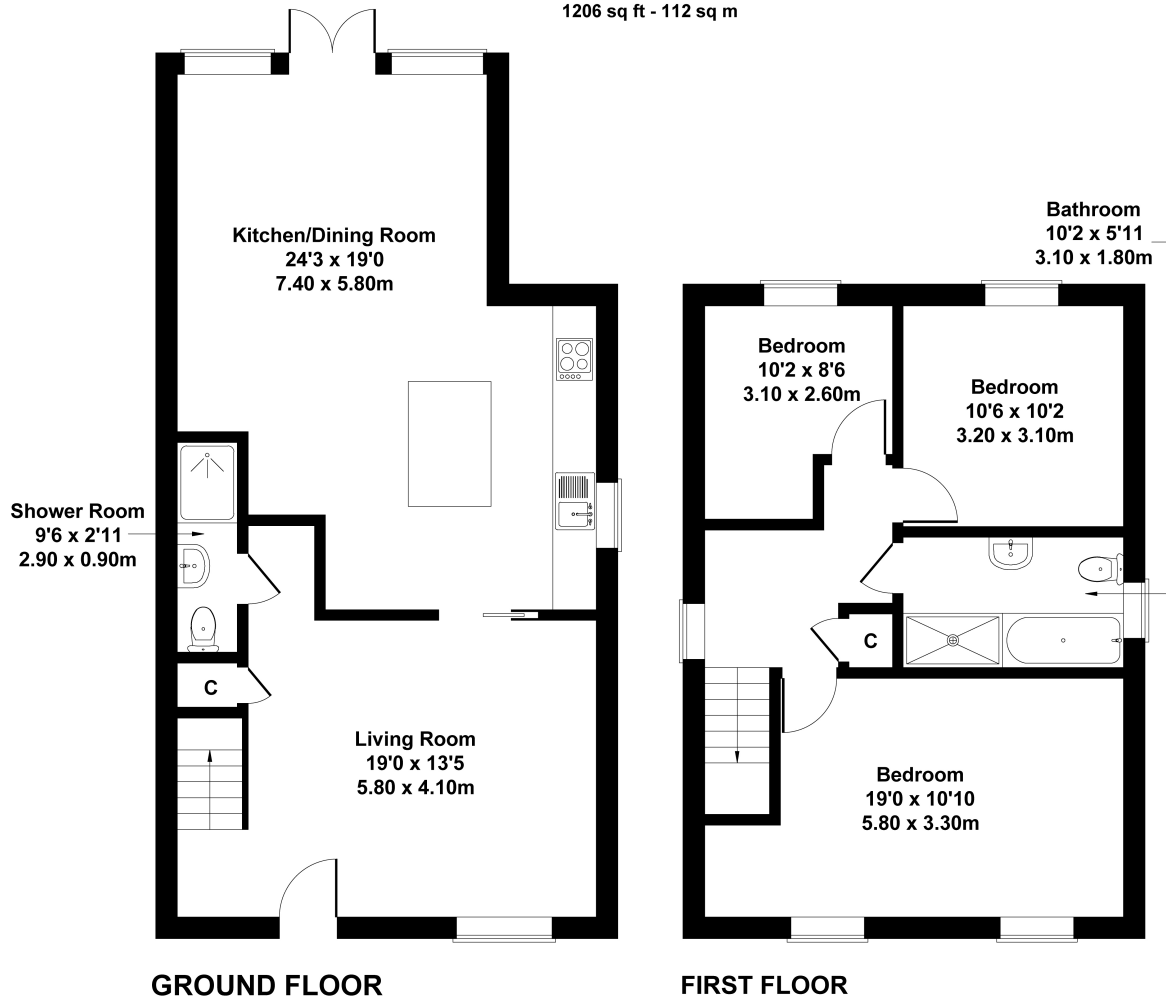 1206 sq ft - 112 sq m
Kitchen/Dining Room
24'3 x 19'0
7.40 x 5.80m
Shower Room
9'6 x 2'11
2.90 x 0.90m
C
Living Room
19'0 x 13'5
5.80 x 4.10m
GROUND FLOOR
Bathroom
10'2 x 5'11
3.10 x 1.80m
Bedroom
10'2 x 8'6
3.10 x 2.60m
Bedroom
10'6 x 10'2
3.20 x 3.10m
C
Bedroom
19'0 x 10'10
5.80 x 3.30m
FIRST FLOOR